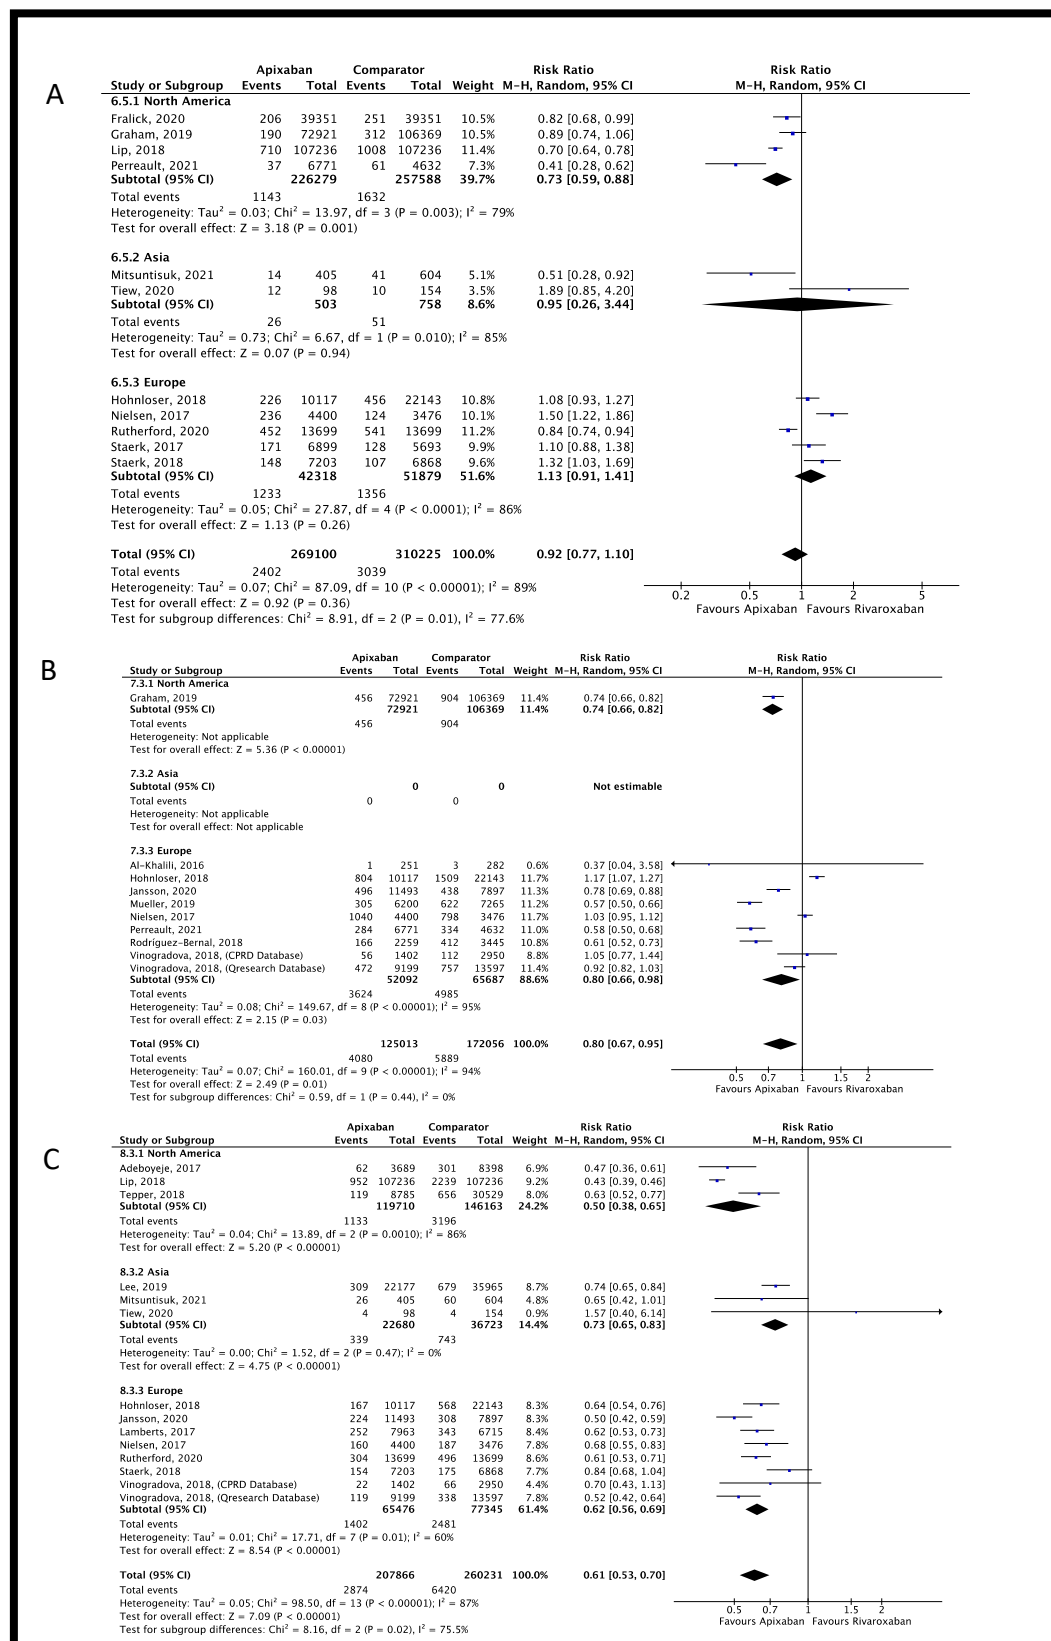 A
Apixaban Comparator Risk Ratio Risk Ratio
Study or Subgroup Events Total Events Total Weight M-H, Random, 95% CI M-H, Random, 95% CI
6.5.1 North America
Fralick, 2020 206 39351 251 39351 10.5% 0.82 [0.68, 0.99]
Graham, 2019 190 72921 312 106369 10.5% 0.89 [0.74, 1.06]
Lip, 2018 710 107236 1008 107236 11.4% 0.70 [0.64, 0.78]
Perreault, 2021 37 6771 61 4632 7.3% 0.41 [0.28, 0.62]
Subtotal (95% CI) 226279 257588 39.7% 0.73 [0.59, 0.88]
Total events 1143 1632
Heterogeneity: Tau² = 0.03; Chi² = 13.97, df = 3 (P = 0.003); I² = 79%
Test for overall effect: Z = 3.18 (P = 0.001)
6.5.2 Asia
Mitsuntisuk, 2021 14 405 41 604 5.1% 0.51 [0.28, 0.92]
Tiew, 2020 12 98 10 154 3.5% 1.89 [0.85, 4.20]
Subtotal (95% CI) 503 758 8.6% 0.95 [0.26, 3.44]
Total events 26 51
Heterogeneity: Tau² = 0.73; Chi² = 6.67, df = 1 (P = 0.010); I² = 85%
Test for overall effect: Z = 0.07 (P = 0.94)
6.5.3 Europe
Hohnloser, 2018 226 10117 456 22143 10.8% 1.08 [0.93, 1.27]
Nielsen, 2017 236 4400 124 3476 10.1% 1.50 [1.22, 1.86]
Rutherford, 2020 452 13699 541 13699 11.2% 0.84 [0.74, 0.94]
Staerk, 2017 171 6899 128 5693 9.9% 1.10 [0.88, 1.38]
Staerk, 2018 148 7203 107 6868 9.6% 1.32 [1.03, 1.69]
Subtotal (95% CI) 42318 51879 51.6% 1.13 [0.91, 1.41]
Total events 1233 1356
Heterogeneity: Tau² = 0.05; Chi² = 27.87, df = 4 (P < 0.0001); I² = 86%
Test for overall effect: Z = 1.13 (P = 0.26)
Total (95% CI) 269100 310225 100.0% 0.92 [0.77, 1.10]
Total events 2402 3039
Heterogeneity: Tau² = 0.07; Chi² = 87.09, df = 10 (P < 0.00001); I² = 89%
Test for overall effect: Z = 0.92 (P = 0.36)
Test for subgroup differences: Chi² = 8.91, df = 2 (P = 0.01), I² = 77.6%
0.2 0.5 1 2 5
Favours Apixaban Favours Rivaroxaban
B
Apixaban Comparator Risk Ratio Risk Ratio
Study or Subgroup Events Total Events Total Weight M-H, Random, 95% CI M-H, Random, 95% CI
7.3.1 North America
Graham, 2019 456 72921 904 106369 11.4% 0.74 [0.66, 0.82]
Subtotal (95% CI) 72921 106369 11.4% 0.74 [0.66, 0.82]
Total events 456 904
Heterogeneity: Not applicable
Test for overall effect: Z = 5.36 (P < 0.00001)
7.3.2 Asia
Subtotal (95% CI) 0 0 Not estimable
Total events 0 0
Heterogeneity: Not applicable
Test for overall effect: Not applicable
7.3.3 Europe
Al-Khalili, 2016 1 251 3 282 0.6% 0.37 [0.04, 3.58]
Hohnloser, 2018 804 10117 1509 22143 11.7% 1.17 [1.07, 1.27]
Jansson, 2020 496 11493 438 7897 11.3% 0.78 [0.69, 0.88]
Mueller, 2019 305 6200 622 7265 11.2% 0.57 [0.50, 0.66]
Nielsen, 2017 1040 4400 798 3476 11.7% 1.03 [0.95, 1.12]
Perreault, 2021 284 6771 334 4632 11.0% 0.58 [0.50, 0.68]
Rodríguez-Bernal, 2018 166 2259 412 3445 10.8% 0.61 [0.52, 0.73]
Vinogradova, 2018, (CPRD Database) 56 1402 112 2950 8.8% 1.05 [0.77, 1.44]
Vinogradova, 2018, (Qresearch Database) 472 9199 757 13597 11.4% 0.92 [0.82, 1.03]
Subtotal (95% CI) 52092 65687 88.6% 0.80 [0.66, 0.98]
Total events 3624 4985
Heterogeneity: Tau² = 0.08; Chi² = 149.67, df = 8 (P < 0.00001); I² = 95%
Test for overall effect: Z = 2.15 (P = 0.03)
Total (95% CI) 125013 172056 100.0% 0.80 [0.67, 0.95]
Total events 4080 5889
Heterogeneity: Tau² = 0.07; Chi² = 160.01, df = 9 (P < 0.00001); I² = 94%
Test for overall effect: Z = 2.49 (P = 0.01)
Test for subgroup differences: Chi² = 0.59, df = 1 (P = 0.44), I² = 0%
0.5 0.7 1 1.5 2
Favours Apixaban Favours Rivaroxaban
C
Apixaban Comparator Risk Ratio Risk Ratio
Study or Subgroup Events Total Events Total Weight M-H, Random, 95% CI M-H, Random, 95% CI
8.3.1 North America
Adeboyeje, 2017 62 3689 301 8398 6.9% 0.47 [0.36, 0.61]
Lip, 2018 952 107236 2239 107236 9.2% 0.43 [0.39, 0.46]
Tepper, 2018 119 8785 656 30529 8.0% 0.63 [0.52, 0.77]
Subtotal (95% CI) 119710 146163 24.2% 0.50 [0.38, 0.65]
Total events 1133 3196
Heterogeneity: Tau² = 0.04; Chi² = 13.89, df = 2 (P = 0.0010); I² = 86%
Test for overall effect: Z = 5.20 (P < 0.00001)
8.3.2 Asia
Lee, 2019 309 22177 679 35965 8.7% 0.74 [0.65, 0.84]
Mitsuntisuk, 2021 26 405 60 604 4.8% 0.65 [0.42, 1.01]
Tiew, 2020 4 98 4 154 0.9% 1.57 [0.40, 6.14]
Subtotal (95% CI) 22680 36723 14.4% 0.73 [0.65, 0.83]
Total events 339 743
Heterogeneity: Tau² = 0.00; Chi² = 1.52, df = 2 (P = 0.47); I² = 0%
Test for overall effect: Z = 4.75 (P < 0.00001)
8.3.3 Europe
Hohnloser, 2018 167 10117 568 22143 8.3% 0.64 [0.54, 0.76]
Jansson, 2020 224 11493 308 7897 8.3% 0.50 [0.42, 0.59]
Lamberts, 2017 252 7963 343 6715 8.4% 0.62 [0.53, 0.73]
Nielsen, 2017 160 4400 187 3476 7.8% 0.68 [0.55, 0.83]
Rutherford, 2020 304 13699 496 13699 8.6% 0.61 [0.53, 0.71]
Staerk, 2018 154 7203 175 6868 7.7% 0.84 [0.68, 1.04]
Vinogradova, 2018, (CPRD Database) 22 1402 66 2950 4.8% 0.70 [0.43, 1.13]
Vinogradova, 2018, (Qresearch Database) 119 9199 338 13597 7.5% 0.52 [0.42, 0.64]
Subtotal (95% CI) 65476 77345 61.4% 0.62 [0.56, 0.69]
Total events 1402 2481
Heterogeneity: Tau² = 0.01; Chi² = 17.71, df = 7 (P = 0.01); I² = 60%
Test for overall effect: Z = 8.54 (P < 0.00001)
Total (95% CI) 207866 260231 100.0% 0.61 [0.53, 0.70]
Total events 2874 6420
Heterogeneity: Tau² = 0.05; Chi² = 98.50, df = 13 (P < 0.00001); I² = 87%
Test for overall effect: Z = 7.09 (P < 0.00001)
Test for subgroup differences: Chi² = 8.16, df = 2 (P = 0.02), I² = 75.5%
0.5 0.7 1 1.5 2
Favours Apixaban Favours Rivaroxaban